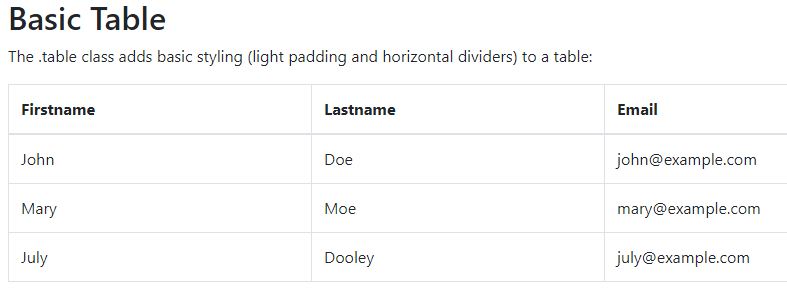 Basic Table
The .table class adds basic styling (light padding and horizontal dividers) to a table:
Firstname Lastname Email
John Doe john@example.com
Mary Moe mary@example.com
July Dooley july@example.com